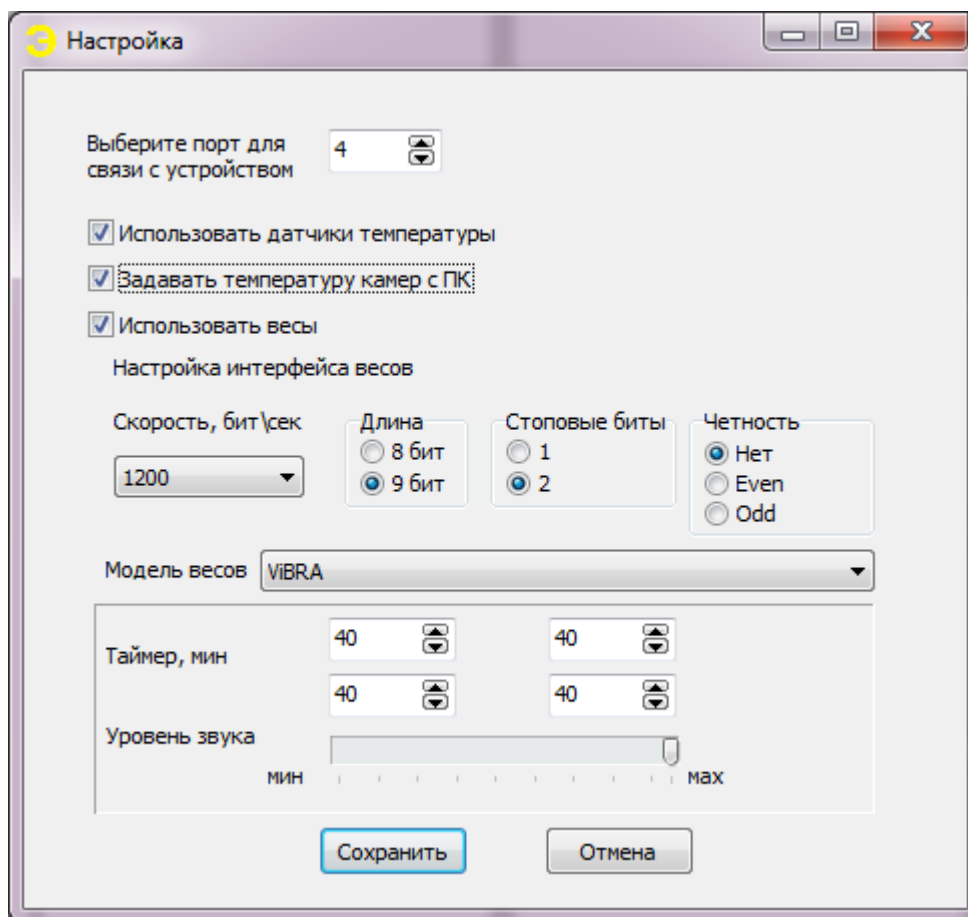 Э Настройка
Выберите порт для
связи с устройством
4
Использовать датчики температуры
Задавать температуру камер с ПК
Использовать весы
Настройка интерфейса весов
Скорость, бит\сек
1200
Длина
8 бит
9 бит
Стоповые биты
1
2
Четность
Нет
Even
Odd
Модель весов ViBRA
Таймер, мин
40 40
40 40
Уровень звука
мин мах
Сохранить Отмена